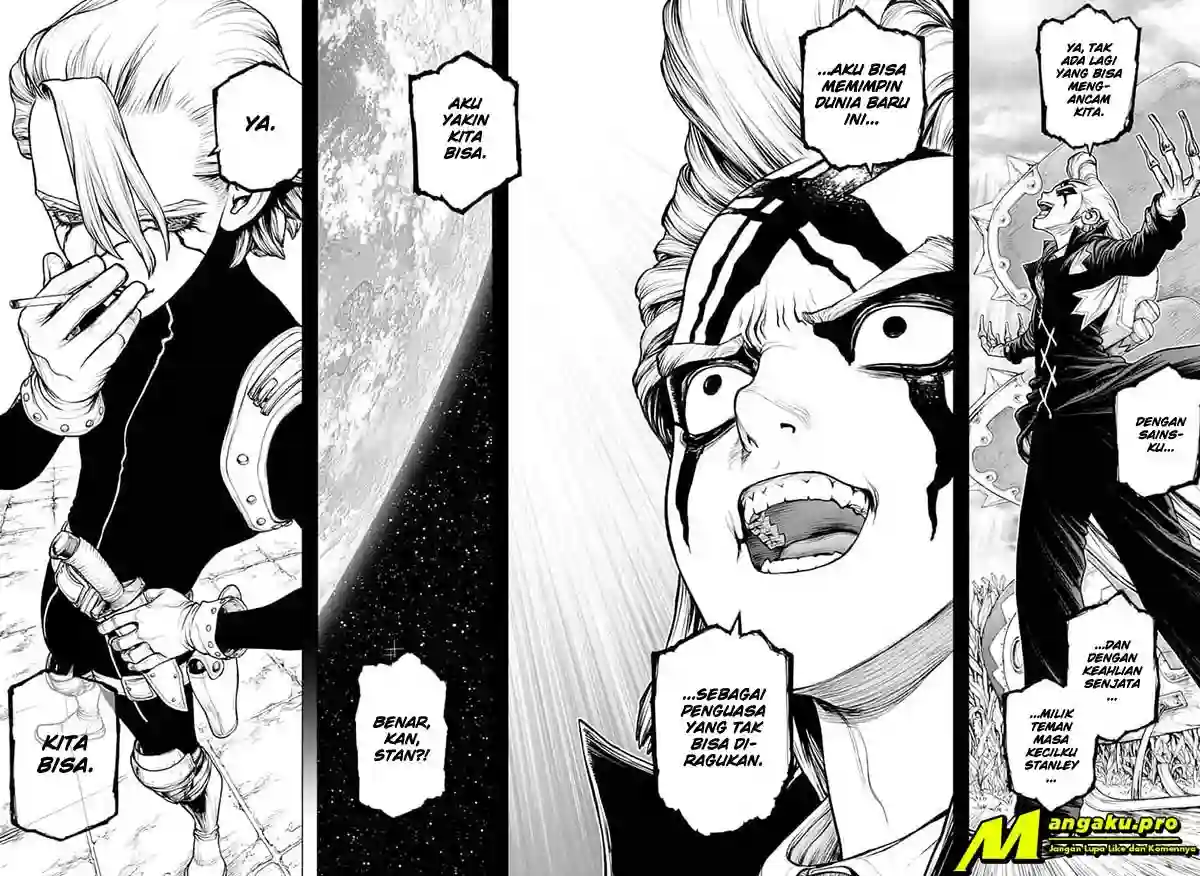 YA, TAK
ADA LAGI
YANG BISA
MENG-
ANCAM
KITA.
DENGAN
SAINS-
KU...
...DAN
DENGAN
KEAHLIAN
SENJATA
...
...MILIK
TEMAN
MASA
KECILKU
STANLEY
...
...AKU BISA
MEMIMPIN
DUNIA BARU
INI...
...SEBAGAI
PENGUASA
YANG TAK
BISA DI-
RAGUKAN.
AKU
YAKIN
KITA
BISA.
BENAR,
KAN,
STAN?!
YA.
KITA
BISA.
Mangaku.pro
Jangan Lupa Like dan Komennya